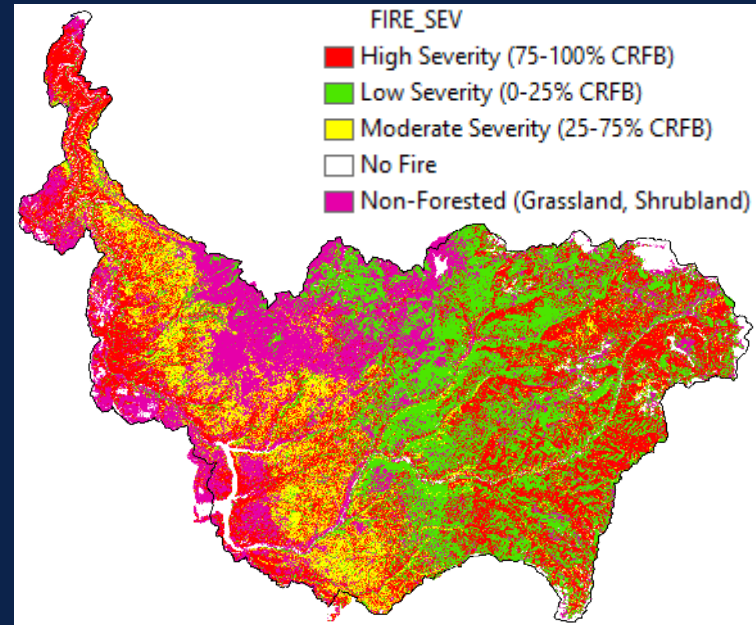 FIRE_SEV
High Severity (75-100% CRFB)
Low Severity (0-25% CRFB)
Moderate Severity (25-75% CRFB)
No Fire
Non-Forested (Grassland, Shrubland)